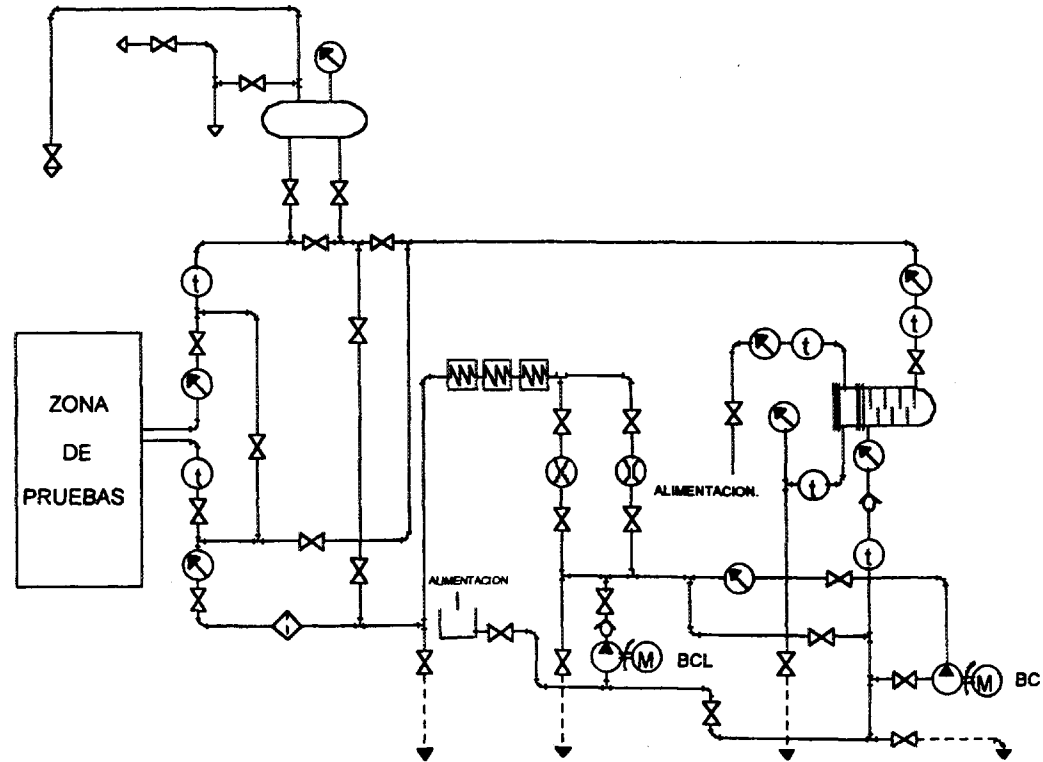 t
t
t
ZONA
DE
PRUEBAS
t
ALIMENTACION.
t
t
ALIMENTACION
M
BCL
M
BC